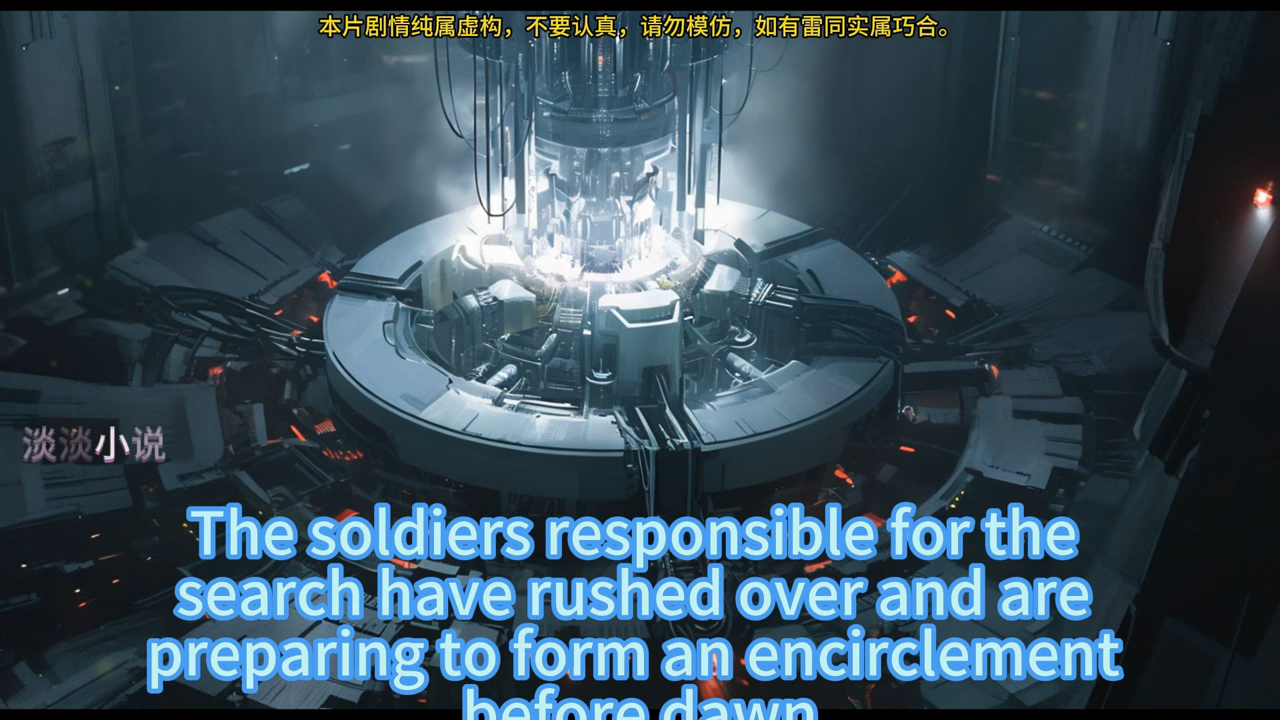 本片剧情纯属虚构，不要认真，请勿模仿，如有雷同实属巧合。
淡淡小说
The soldiers responsible for the
search have rushed over and are
preparing to form an encirclement
before dawn